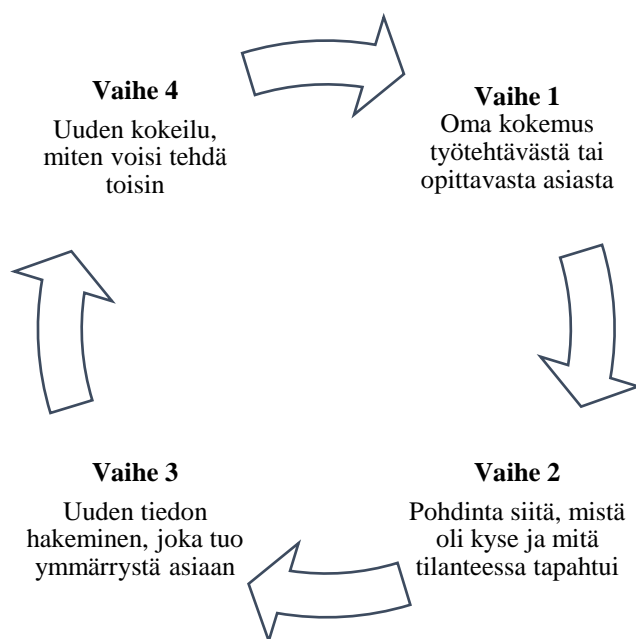 Vaihe 4
Uuden kokeilu,
miten voisi tehdä
toisin
Vaihe 1
Oma kokemus
työtehtävästä tai
opittavasta asiasta
Vaihe 3
Uuden tiedon
hakeminen, joka tuo
ymmärrystä asiaan
Vaihe 2
Pohdinta siitä, mistä
oli kyse ja mitä
tilanteessa tapahtui